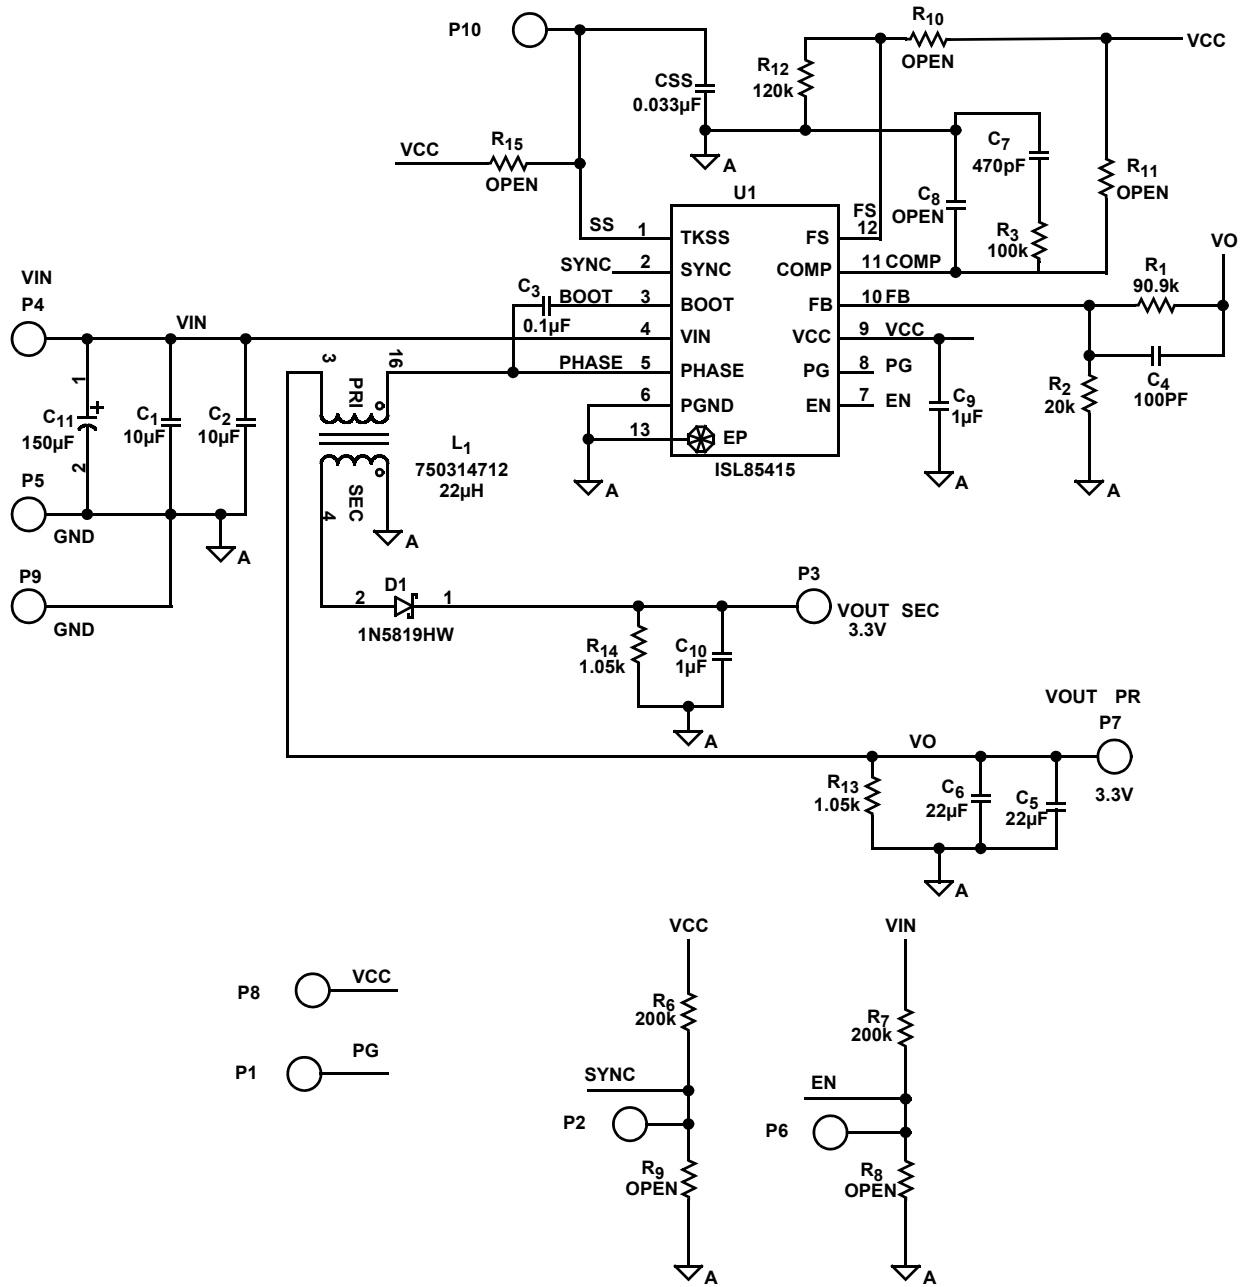 P10
R10
OPEN
VCC
R12
120k
CSS
0.033µF
A
VCC
R15
OPEN
C7
470pF
R11
OPEN
C8
OPEN
R3
100k
U1
SS 1 TKSS
SYNC 2 SYNC
C3
0.1µF
BOOT 3 BOOT
4 VIN
PHASE 5 PHASE
6 PGND
13 EP
FS
FS 12
COMP 11 COMP
FB 10 FB
VCC 9 VCC
PG 8 PG
EN 7 EN
ISL85415
A
VO
R1
90.9k
C4
100PF
R2
20k
A
C9
1µF
A
VIN
P4
VIN
1
C11 +
150µF
2
C1
10µF
C2
10µF
P5
GND
A
P9
GND
3
16
PRI
L1
750314712
22µH
SEC
4
A
D1
2 1
1N5819HW
P3
VOUT SEC
3.3V
R14
1.05k
C10
1µF
A
VOUT PR
P7
3.3V
VO
R13
1.05k
C6
22µF
C5
22µF
A
P8
VCC
P1
PG
VCC
R6
200k
SYNC
P2
R9
OPEN
A
VIN
R7
200k
EN
P6
R8
OPEN
A